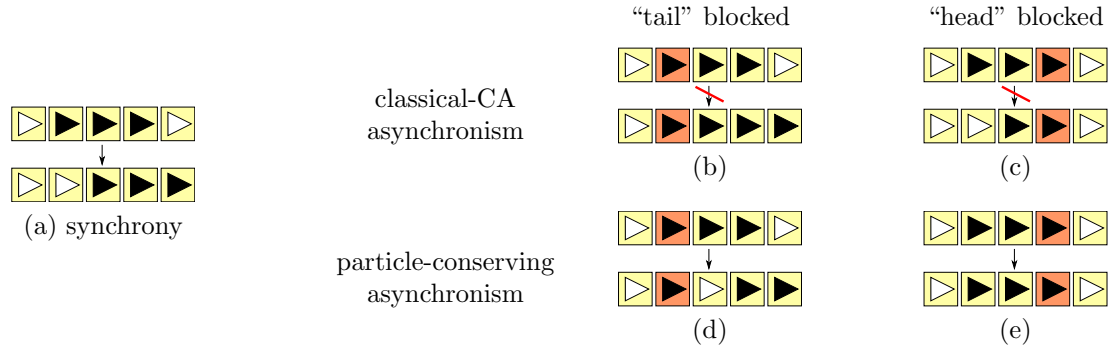 “tail” blocked
“head” blocked
classical-CA
asynchronism
(b)
(c)
(a) synchrony
particle-conserving
asynchronism
(d)
(e)